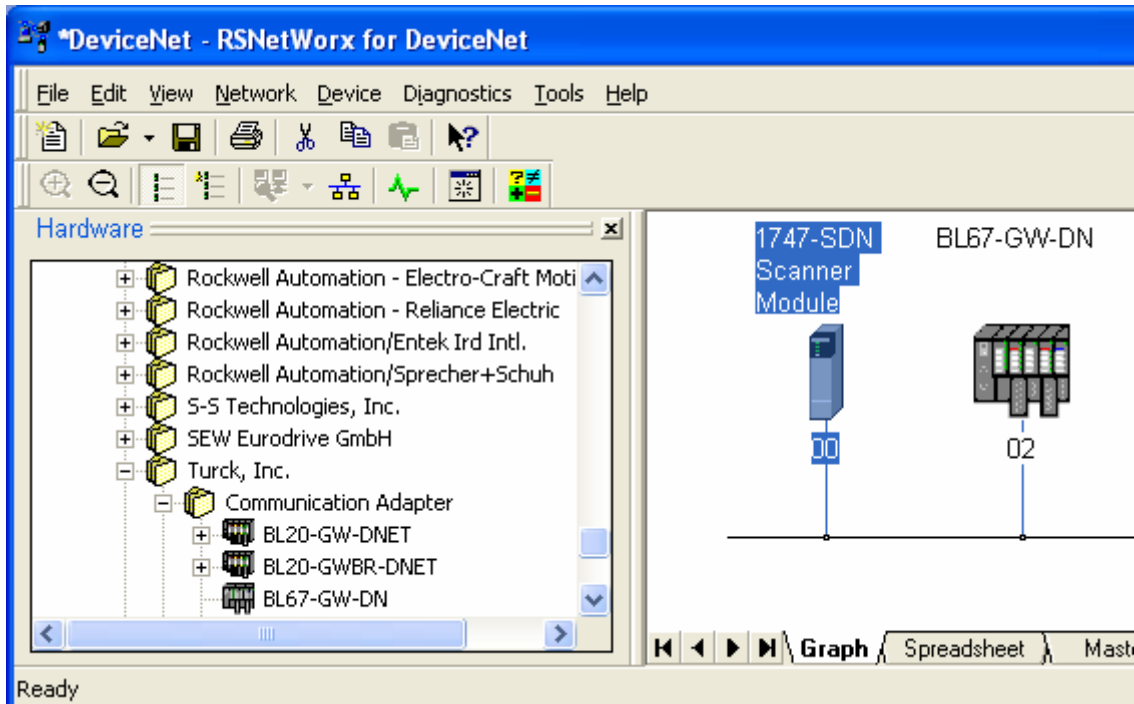 *DeviceNet - RSNetWorx for DeviceNet
File Edit View Network Device Diagnostics Tools Help
Hardware
Rockwell Automation - Electro-Craft Moti
Rockwell Automation - Reliance Electric
Rockwell Automation/Entek Ird Intl.
Rockwell Automation/Sprecher+Schuh
S-S Technologies, Inc.
SEW Eurodrive GmbH
Turck, Inc.
Communication Adapter
BL20-GW-DNET
BL20-GWBR-DNET
BL67-GW-DN
1747-SDN
Scanner
Module
00
BL67-GW-DN
02
Graph Spreadsheet Maste
Ready